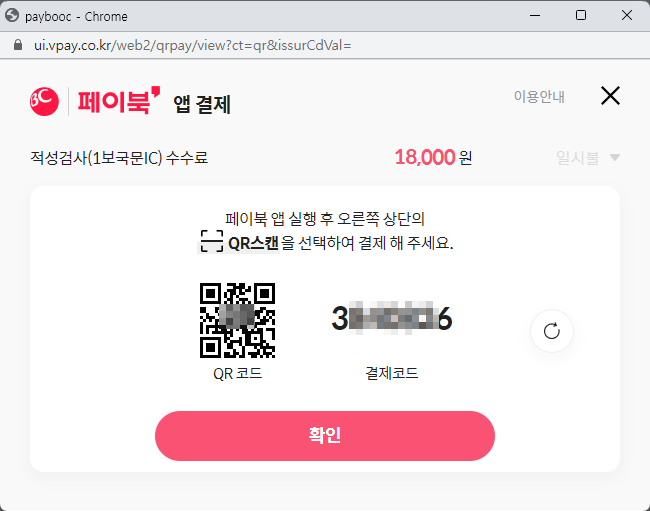 paybooc - Chrome
ui.vpay.co.kr/web2/qrpay/view?ct=qr&issurCdVal=
BC 페이북 앱 결제
이용안내
적성검사(1보국문IC) 수수료 18,000 원 일시불
페이북 앱 실행 후 오른쪽 상단의
QR스캔을 선택하여 결제 해 주세요.
QR 코드
결제코드
확인